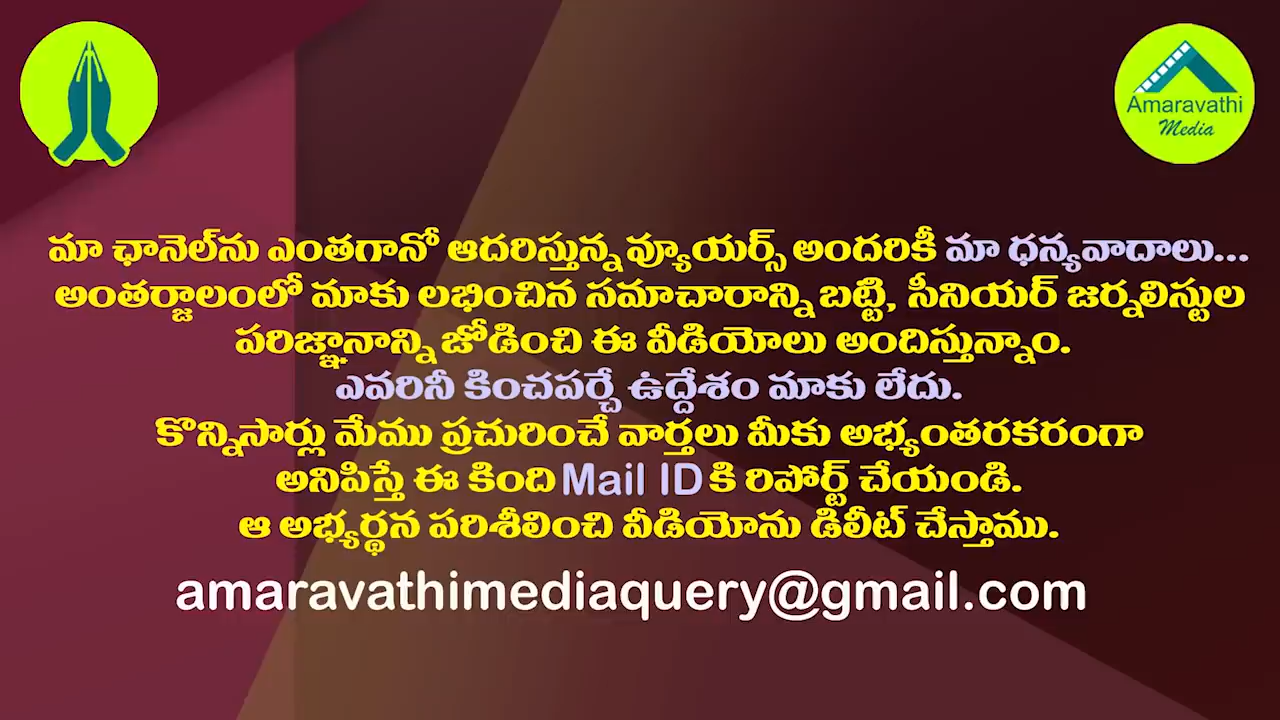 Amaravathi
Media
మా ఛానెల్‌ను ఎంతగానో ఆదరిస్తున్న వ్యూయర్స్ అందరికీ మా ధన్యవాదాలు...
అంతర్జాలంలో మాకు లభించిన సమాచారాన్ని బట్టి, సీనియర్ జర్నలిస్టుల
పరిజ్ఞానాన్ని జోడించి ఈ వీడియోలు అందిస్తున్నాం.
ఎవరినీ కించపర్చే ఉద్దేశం మాకు లేదు.
కొన్నిసార్లు మేము ప్రచురించే వార్తలు మీకు అభ్యంతరకరంగా
అనిపిస్తే ఈ కింది Mail ID కి రిపోర్ట్ చేయండి.
ఆ అభ్యర్థన పరిశీలించి వీడియోను డిలీట్ చేస్తాము.
amaravathimediaquery@gmail.com